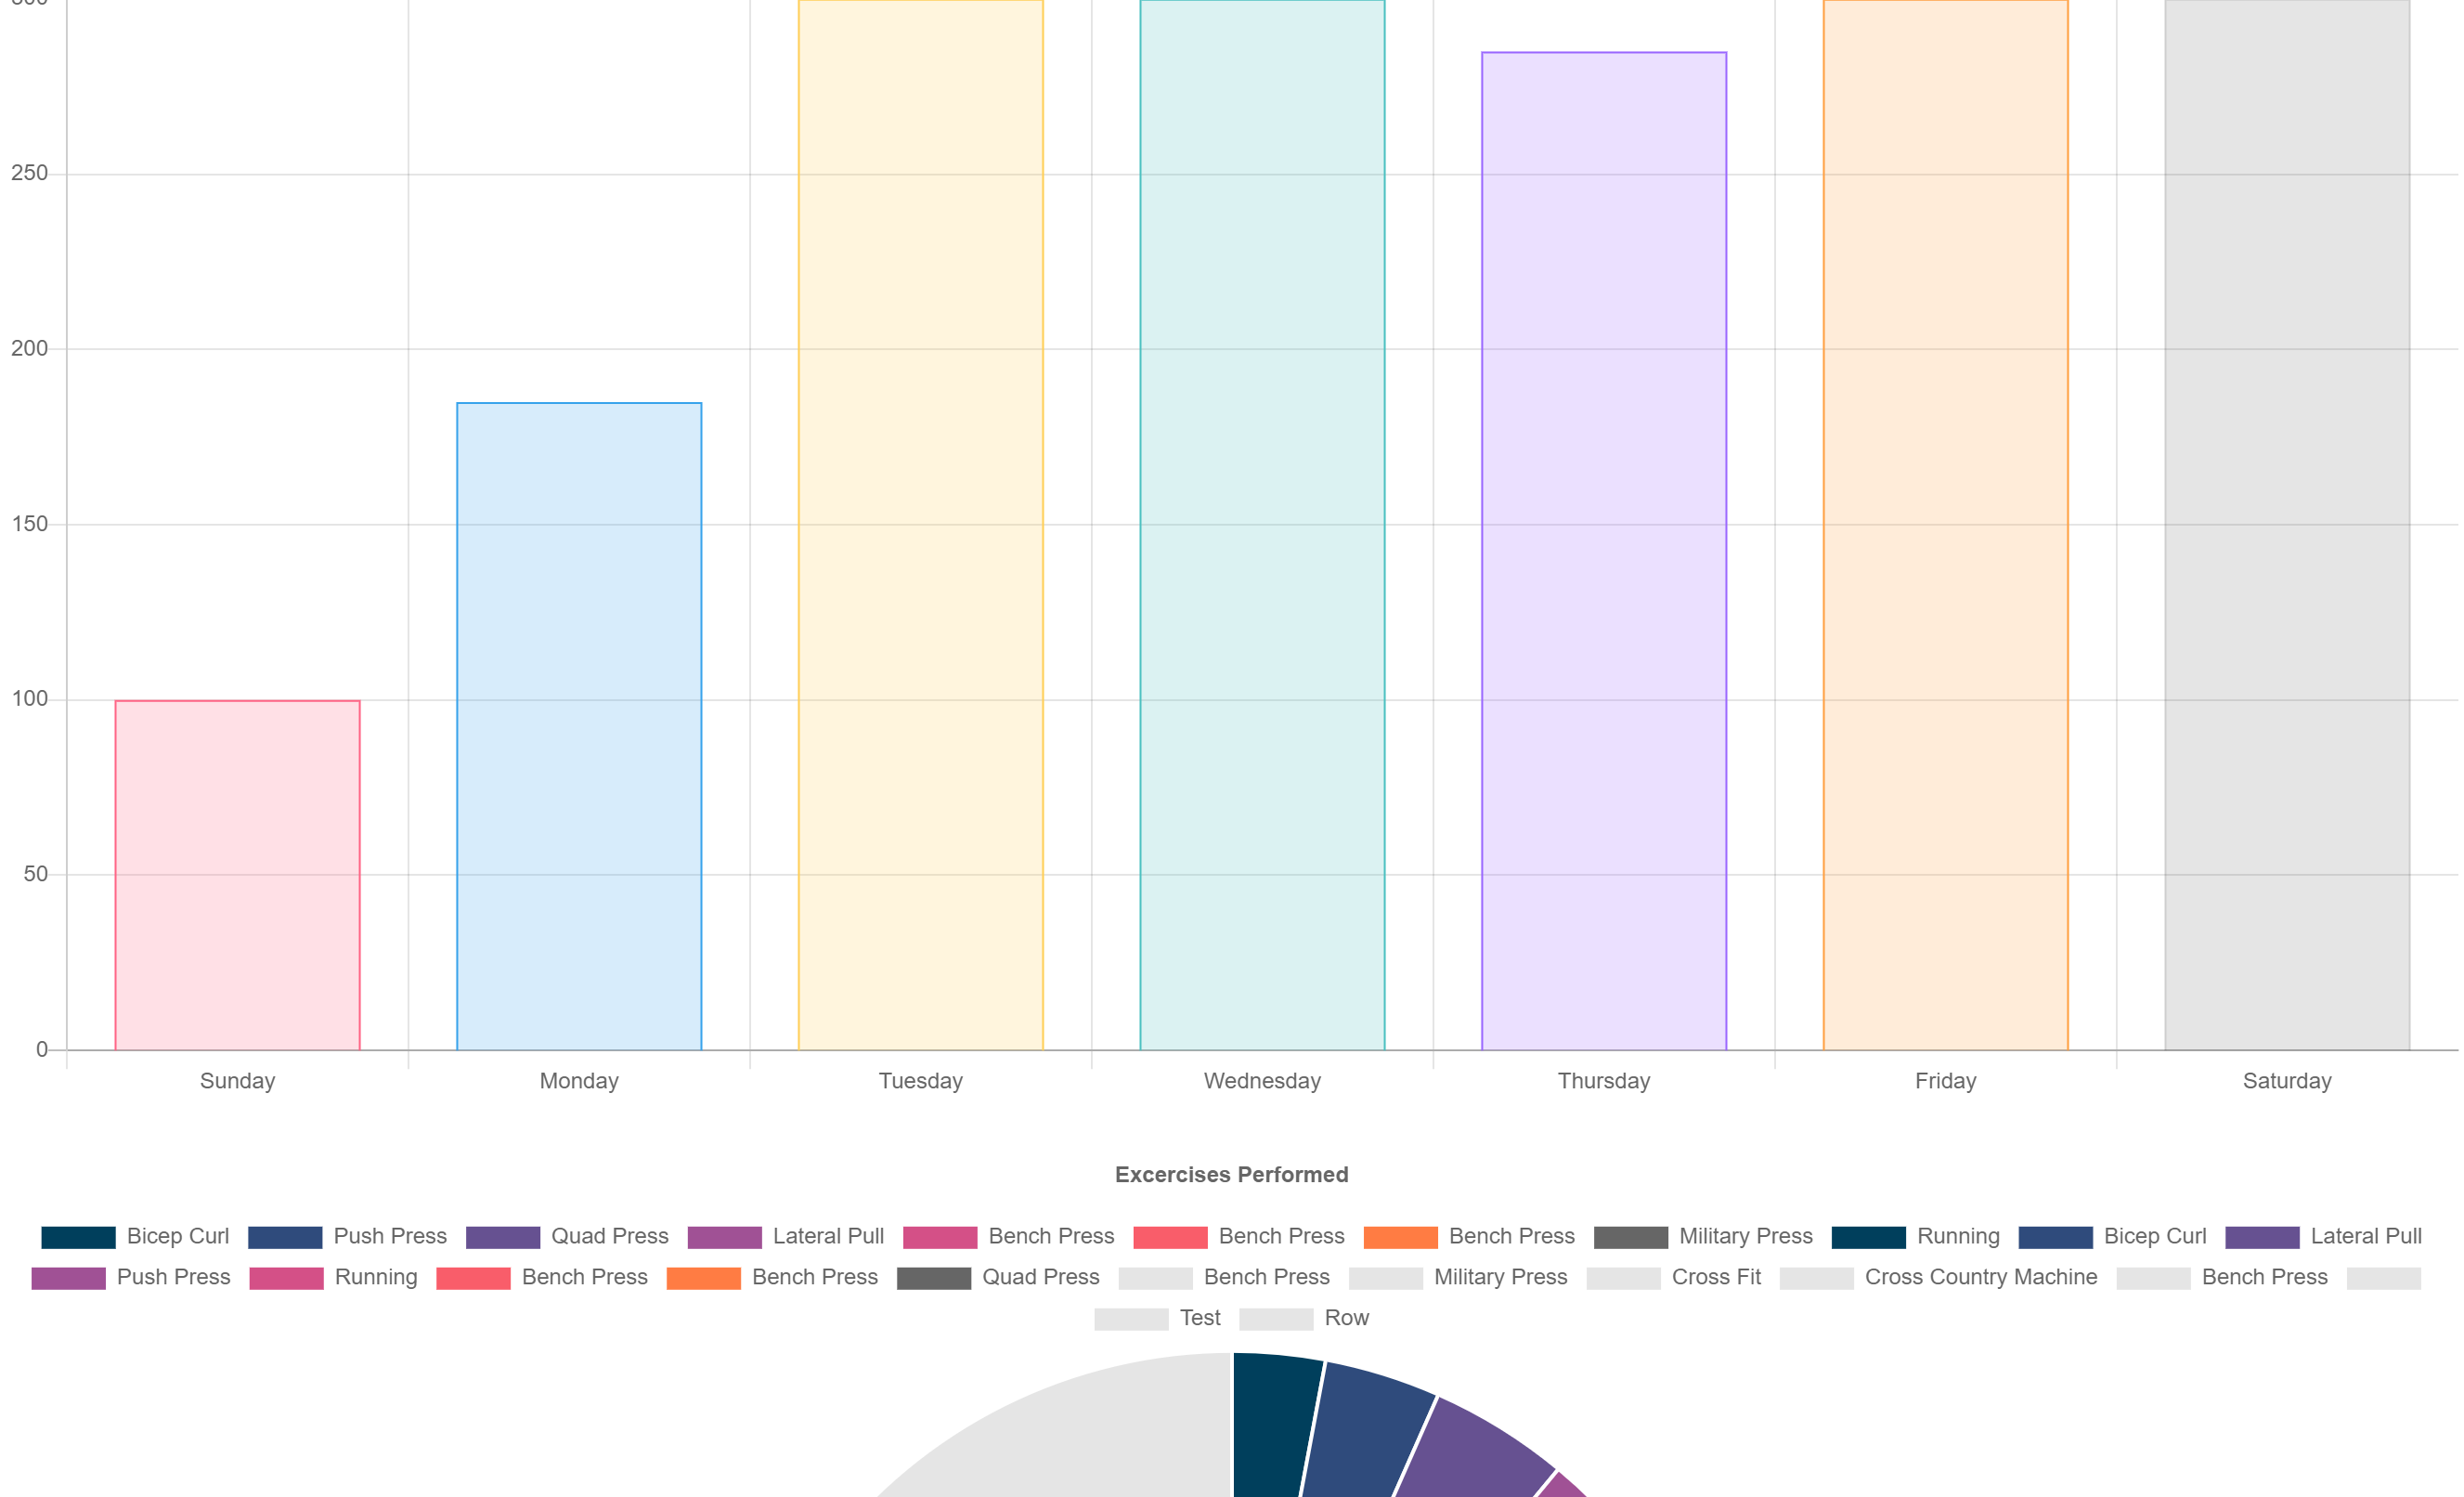 300
250
200
150
100
50
0
Sunday Monday Tuesday Wednesday Thursday Friday Saturday
Excercises Performed
Bicep Curl Push Press Quad Press Lateral Pull Bench Press Bench Press Bench Press Military Press Running Bicep Curl Lateral Pull
Push Press Running Bench Press Bench Press Quad Press Bench Press Military Press Cross Fit Cross Country Machine Bench Press
Test Row